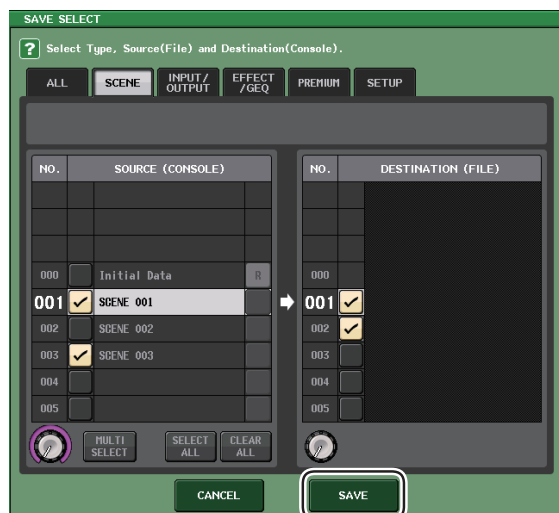 SAVE SELECT
? Select Type, Source(File) and Destination(Console).
ALL
SCENE
INPUT/
OUTPUT
EFFECT
/GEQ
PREMIUM
SETUP
NO. SOURCE (CONSOLE)
000 Initial Data R
001 SCENE 001
002 SCENE 002
003 SCENE 003
004
005
MULTI
SELECT
SELECT
ALL
CLEAR
ALL
NO. DESTINATION (FILE)
000
001
002
003
004
005
CANCEL
SAVE